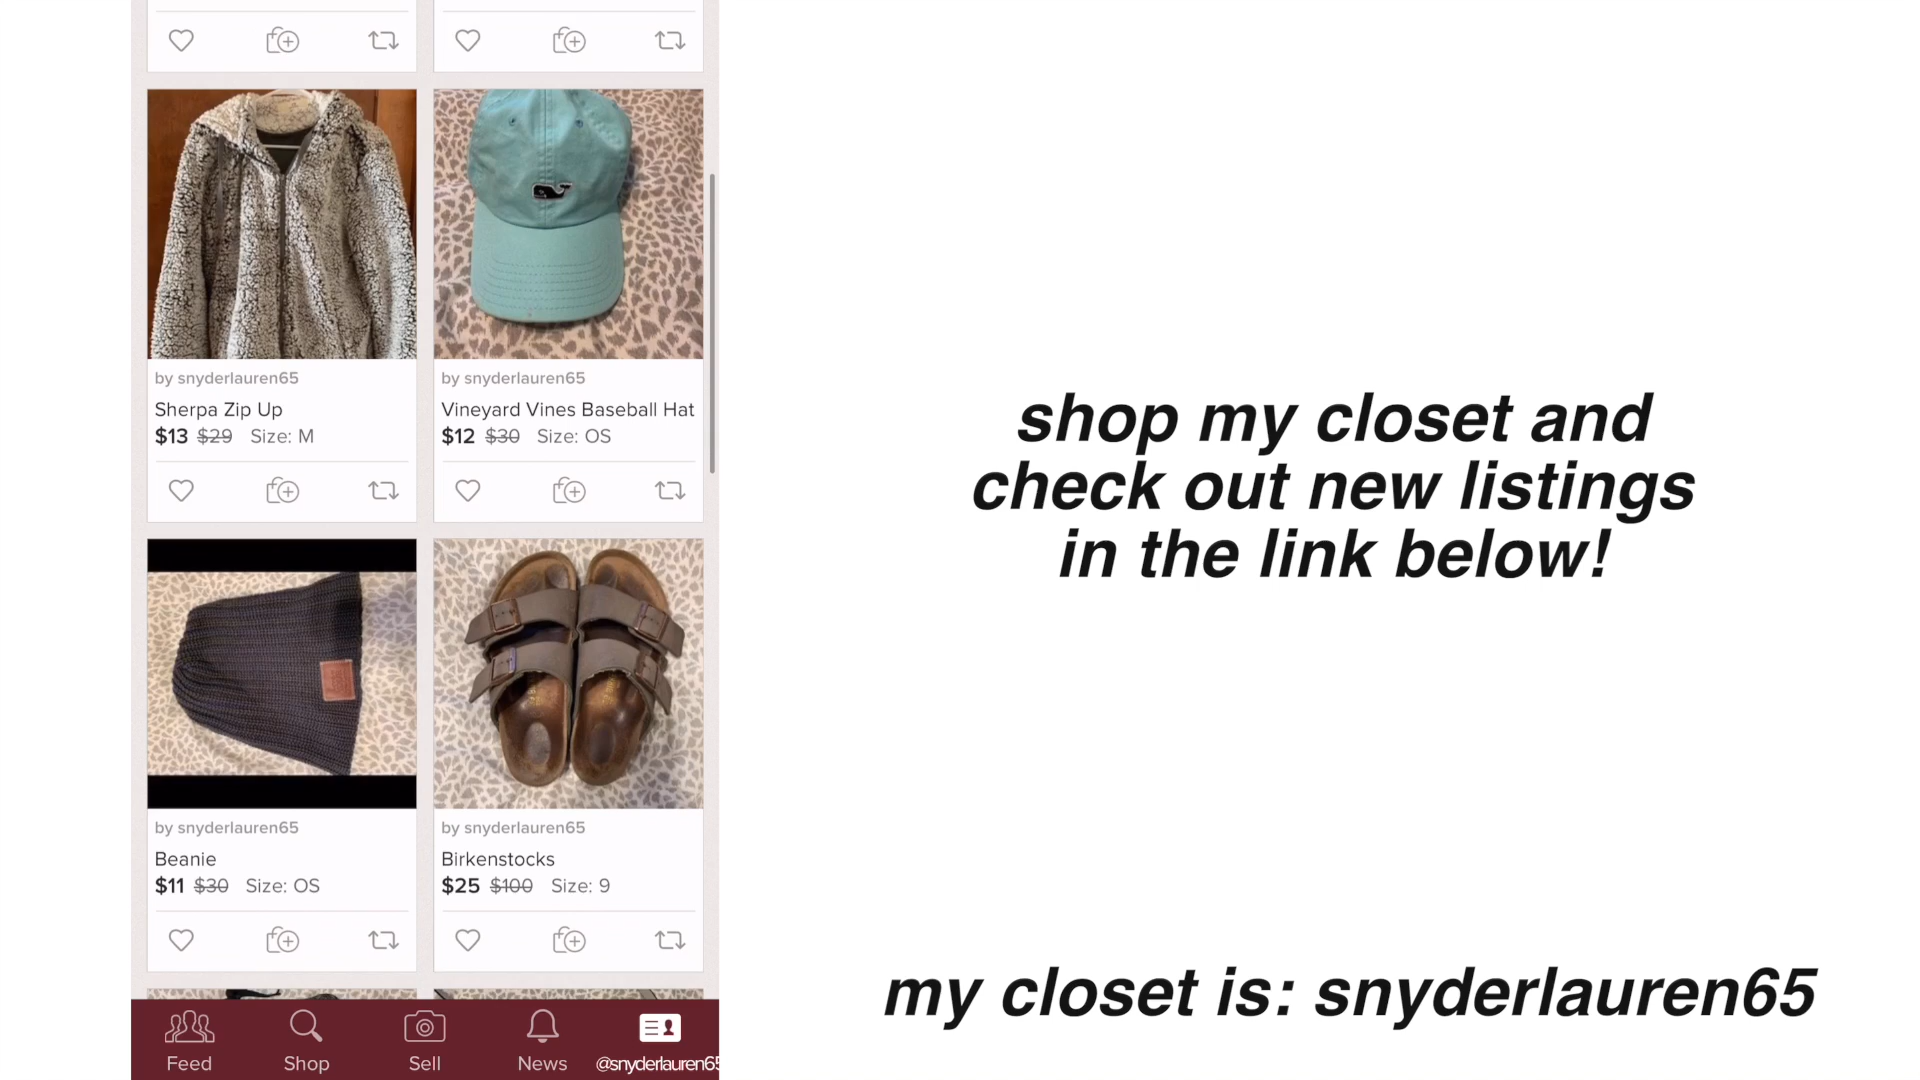 by snyderlauren65
Sherpa Zip Up
$13 $29 Size: M
by snyderlauren65
Vineyard Vines Baseball Hat
$12 $30 Size: OS
by snyderlauren65
Beanie
$11 $30 Size: OS
by snyderlauren65
Birkenstocks
$25 $100 Size: 9
Feed
Shop
Sell
News
@snyderlauren65
shop my closet and
check out new listings
in the link below!
my closet is: snyderlauren65